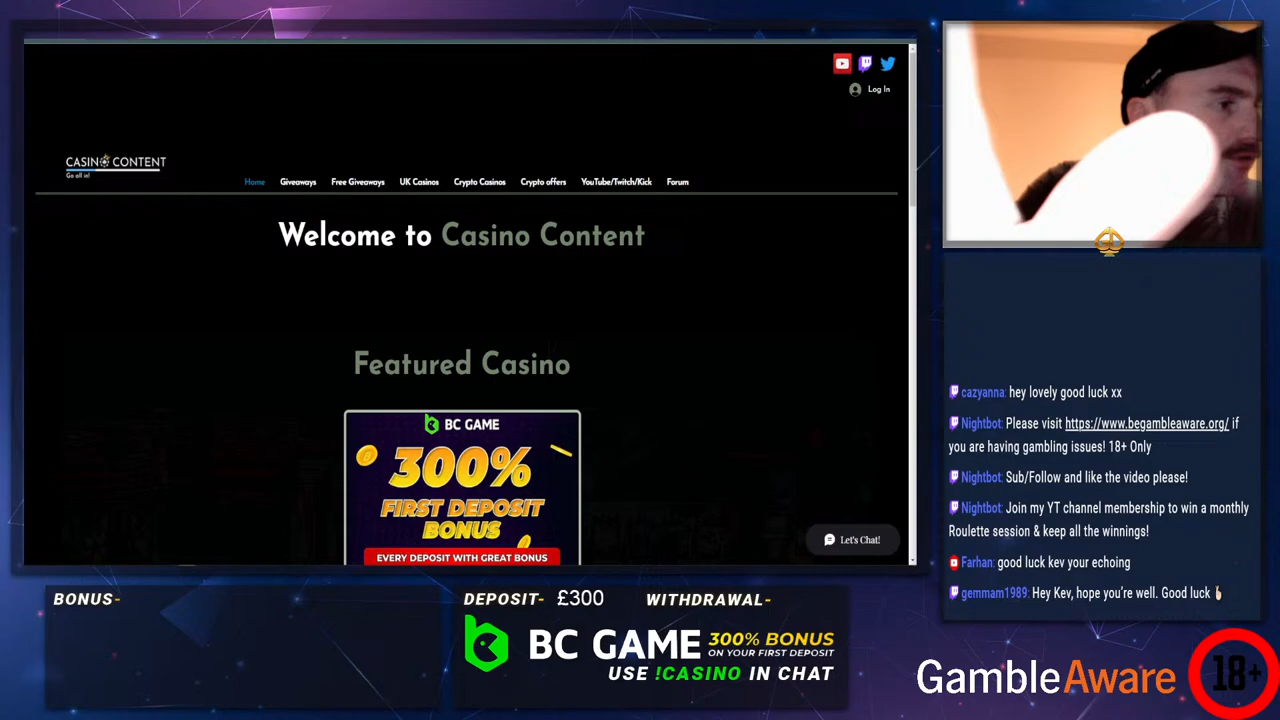 Log In
CASINO CONTENT
Go all in!
Home Giveaways Free Giveaways UK Casinos Crypto Casinos Crypto offers YouTube/Twitch/Kick Forum
Welcome to Casino Content
Featured Casino
BC GAME
300%
FIRST DEPOSIT
BONUS
EVERY DEPOSIT WITH GREAT BONUS
Let's Chat!
cazyanna: hey lovely good luck xx
Nightbot: Please visit https://www.begambleaware.org/ if
you are having gambling issues! 18+ Only
Nightbot: Sub/Follow and like the video please!
Nightbot: Join my YT channel membership to win a monthly
Roulette session & keep all the winnings!
Farhan: good luck kev your echoing
gemmam1989: Hey Kev, hope you're well. Good luck 🤞🏻
BONUS-
DEPOSIT- £300 WITHDRAWAL-
BC GAME 300% BONUS
ON YOUR FIRST DEPOSIT
USE !CASINO IN CHAT
GambleAware 18+